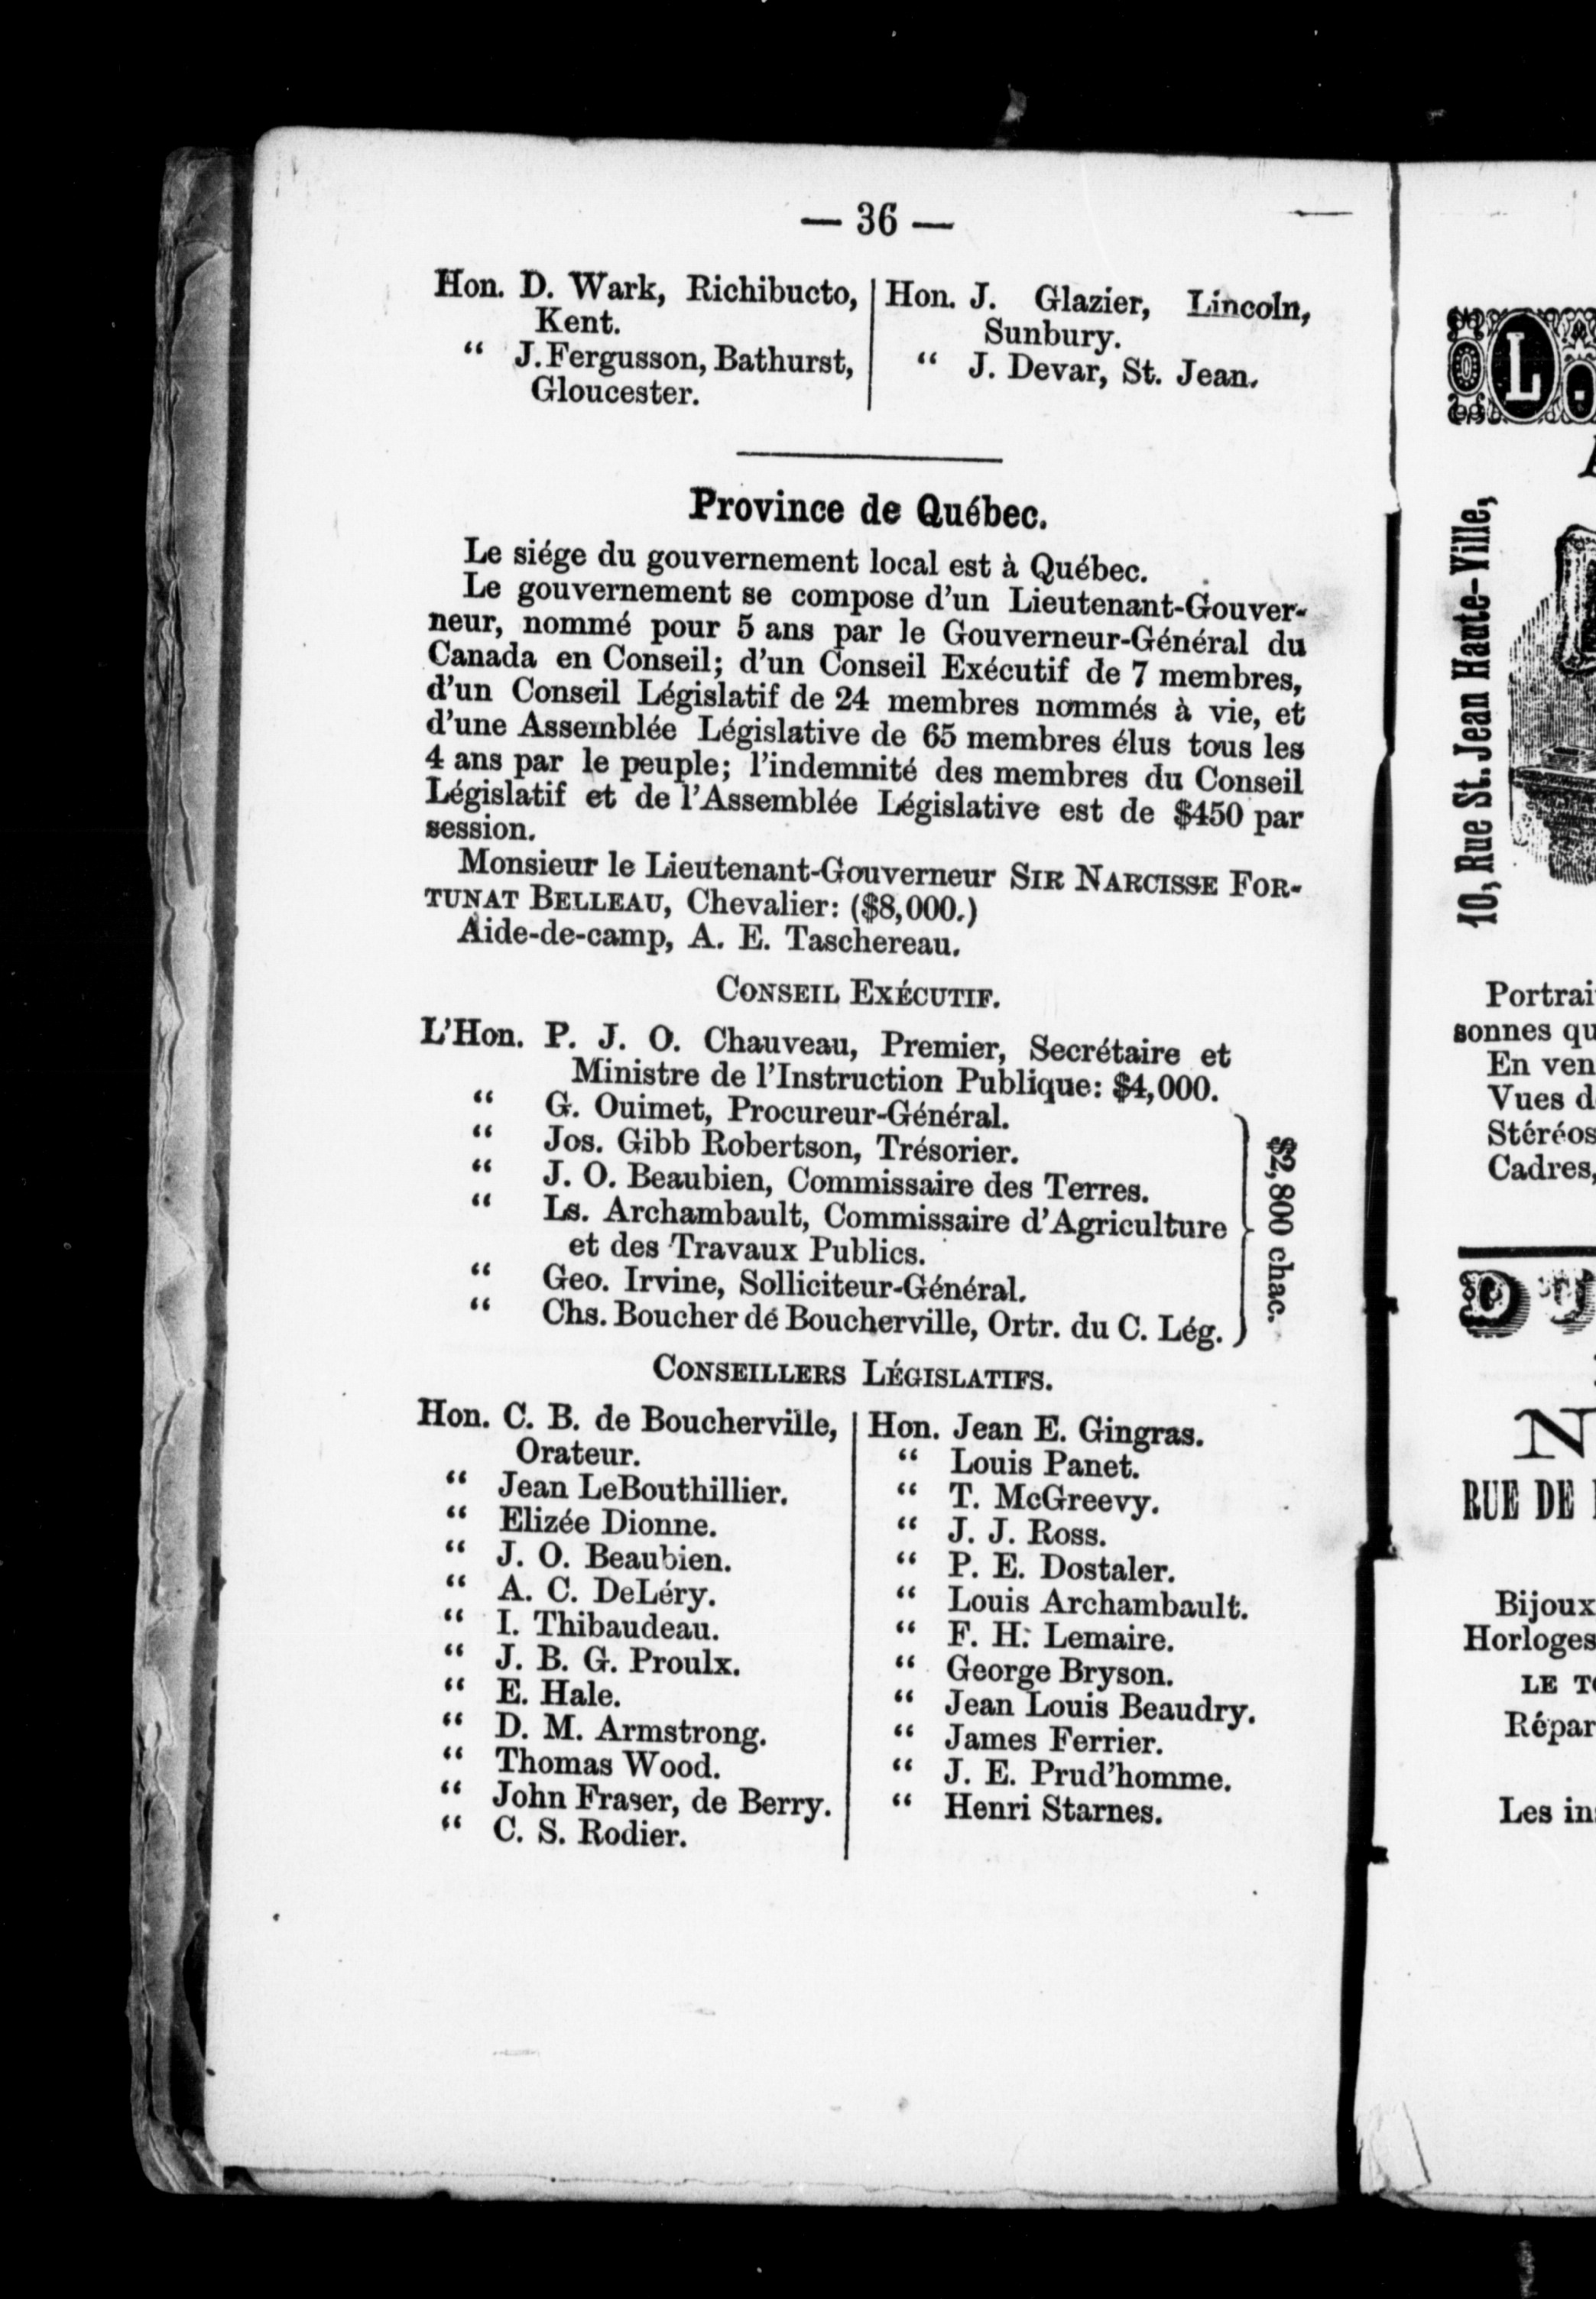 — 36 —
Hon. D. Wark, Richibucto,
Kent.
“ J. Fergusson, Bathurst,
Gloucester.
Hon. J. Glazier, Lincoln,
Sunbury.
“ J. Devar, St. Jean.
Province de Québec.
Le siége du gouvernement local est à Québec.
Le gouvernement se compose d'un Lieutenant-Gouver-
neur, nommé pour 5 ans par le Gouverneur-Général du
Canada en Conseil; d'un Conseil Exécutif de 7 membres,
d'un Conseil Législatif de 24 membres nommés à vie, et
d'une Assemblée Législative de 65 membres élus tous les
4 ans par le peuple; l'indemnité des membres du Conseil
Législatif et de l'Assemblée Législative est de $450 par
session.
Monsieur le Lieutenant-Gouverneur SIR NARCISSE FOR-
TUNAT BELLEAU, Chevalier: ($8,000.)
Aide-de-camp, A. E. Taschereau.
CONSEIL EXÉCUTIF.
L'Hon. P. J. O. Chauveau, Premier, Secrétaire et
Ministre de l'Instruction Publique: $4,000.
“ G. Ouimet, Procureur-Général.
“ Jos. Gibb Robertson, Trésorier.
“ J. O. Beaubien, Commissaire des Terres.
“ Ls. Archambault, Commissaire d'Agriculture
et des Travaux Publics.
“ Geo. Irvine, Solliciteur-Général.
“ Chs. Boucher dé Boucherville, Ortr. du C. Lég.
$2,800 chac.
CONSEILLERS LÉGISLATIFS.
Hon. C. B. de Boucherville,
Orateur.
“ Jean LeBouthillier.
“ Elizée Dionne.
“ J. O. Beaubien.
“ A. C. DeLéry.
“ I. Thibaudeau.
“ J. B. G. Proulx.
“ E. Hale.
“ D. M. Armstrong.
“ Thomas Wood.
“ John Fraser, de Berry.
“ C. S. Rodier.
Hon. Jean E. Gingras.
“ Louis Panet.
“ T. McGreevy.
“ J. J. Ross.
“ P. E. Dostaler.
“ Louis Archambault.
“ F. H. Lemaire.
“ George Bryson.
“ Jean Louis Beaudry.
“ James Ferrier.
“ J. E. Prud'homme.
“ Henri Starnes.
L.
10, Rue St. Jean Haute-Ville,
Portrai
sonnes qu
En ven
Vues d
Stéréos
Cadres,
N
RUE DE
Bijoux
Horloges
LE T
Répar
Les in